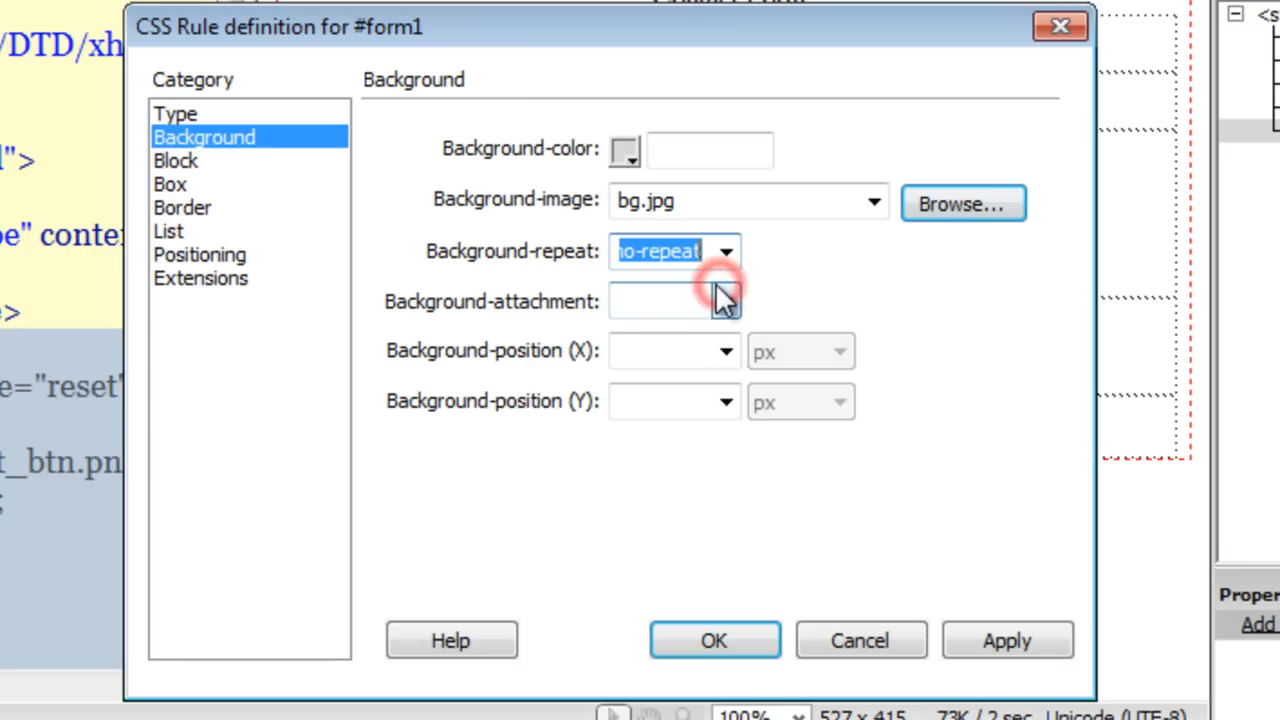 CSS Rule definition for #form1
<s
/DTD/xh
Category
Background
Type
Background
Block
Box
Border
List
Positioning
Extensions
Background-color:
Background-image:
bg.jpg
Browse...
Background-repeat:
no-repeat
Background-attachment:
Background-position (X):
px
Background-position (Y):
px
l">
pe" conte
e>
e="reset"
t_btn.pn
;
Help
OK
Cancel
Apply
Proper
Add
100%
527 x 415
73K / 2 sec
Unicode (UTF-8)